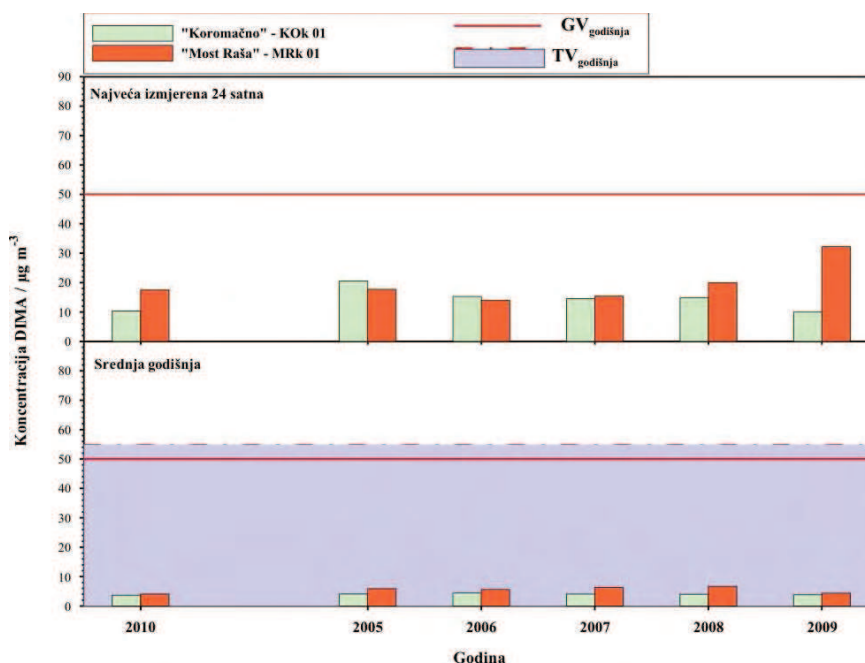 "Koromačno" - KOk 01
"Most Raša" - MRk 01
GVgodišnja
TVgodišnja
Koncentracija DIMA / µg m⁻³
Najveća izmjerena 24 satna
90
80
70
60
50
40
30
20
10
0
Srednja godišnja
80
70
60
50
40
30
20
10
0
2010 2005 2006 2007 2008 2009
Godina